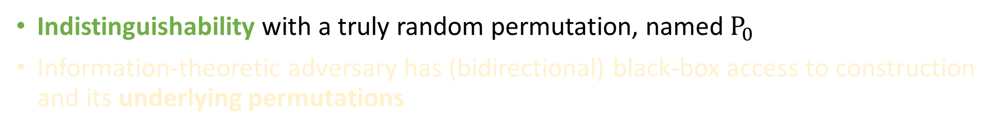 • Indistinguishability with a truly random permutation, named P₀
• Information-theoretic adversary has (bidirectional) black-box access to construction
and its underlying permutations